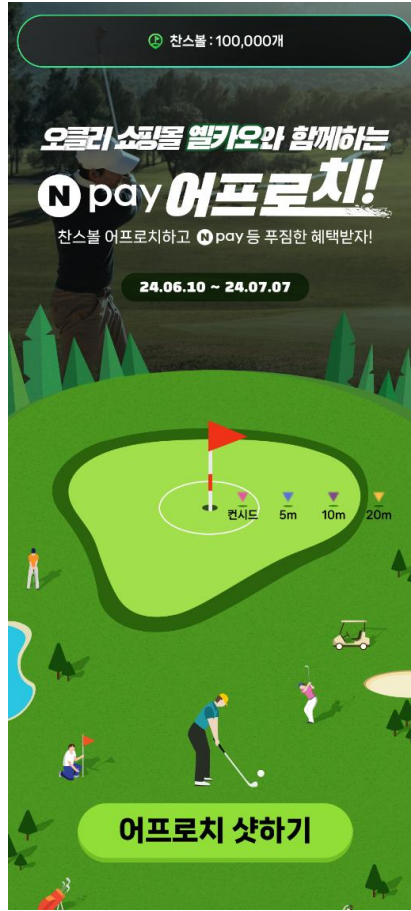 찬스볼 : 100,000개
오클리 쇼핑몰 옐카오와 함께하는
N pay 어프로치!
찬스볼 어프로치하고 N pay 등 푸짐한 혜택받자!
24.06.10 ~ 24.07.07
컨시드 5m 10m 20m
어프로치 샷하기